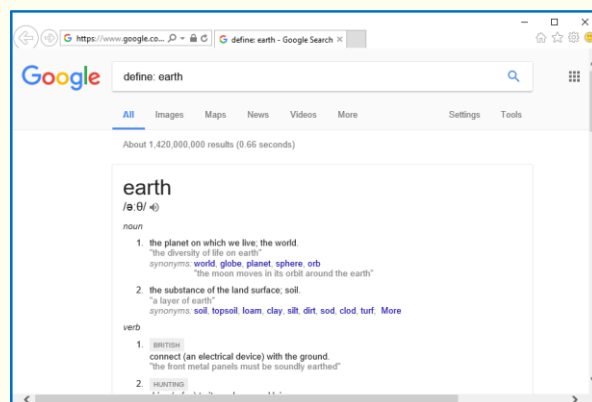 https://www.google.co...
define: earth - Google Search
Google
define: earth
All Images Maps News Videos More Settings Tools
About 1,420,000,000 results (0.66 seconds)
earth
/əːθ/
noun
1. the planet on which we live; the world.
"the diversity of life on earth"
synonyms: world, globe, planet, sphere, orb
"the moon moves in its orbit around the earth"
2. the substance of the land surface; soil.
"a layer of earth"
synonyms: soil, topsoil, loam, clay, silt, dirt, sod, clod, turf; More
verb
1. BRITISH
connect (an electrical device) with the ground.
"the front metal panels must be soundly earthed"
2. HUNTING